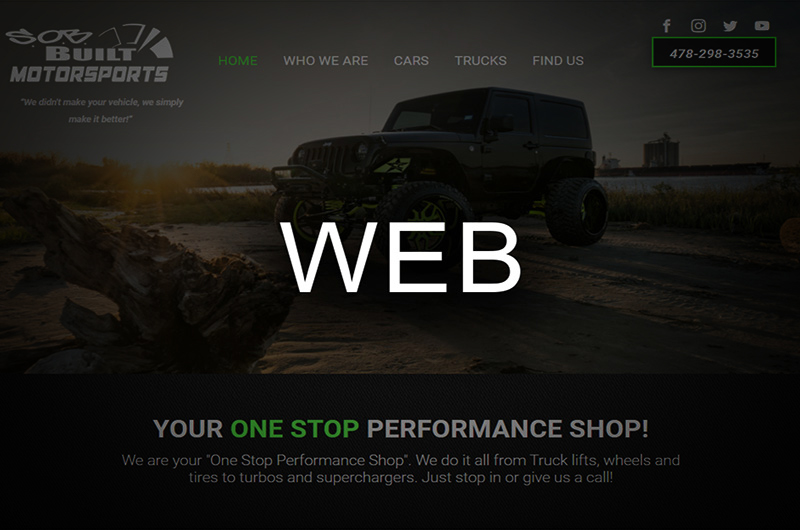 S.O.B.
BUILT
MOTORSPORTS
"We didn't make your vehicle, we simply
make it better!"
HOME WHO WE ARE CARS TRUCKS FIND US
478-298-3535
WEB
YOUR ONE STOP PERFORMANCE SHOP!
We are your "One Stop Performance Shop". We do it all from Truck lifts, wheels and
tires to turbos and superchargers. Just stop in or give us a call!